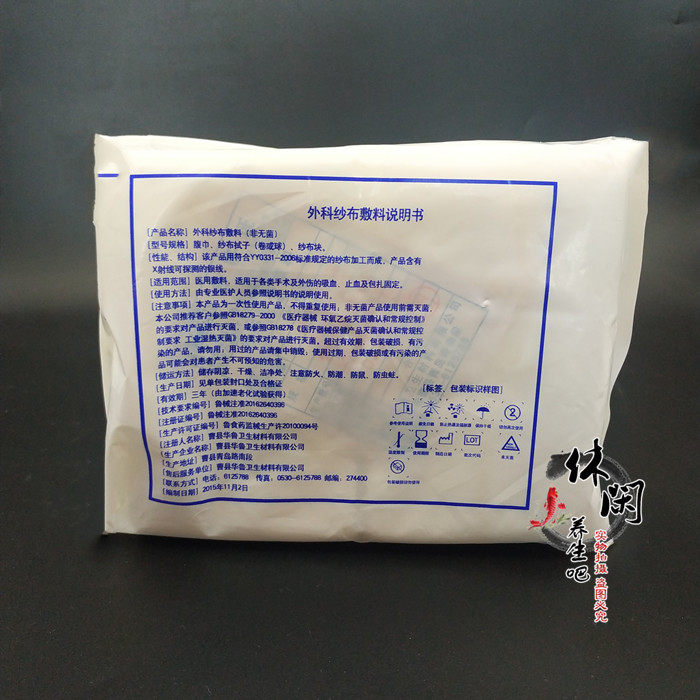 外科纱布敷料说明书
[产品名称] 外科纱布敷料(非无菌)
[型号规格] 腹巾、纱布拭子(卷或球)、纱布块。
[性能、结构] 该产品用符合YY0331-2006标准规定的纱布加工而成,产品含有
X射线可探测的钡线。
[适用范围] 医用敷料,适用于各类手术及外伤的吸血、止血及包扎固定。
[使用方法] 由专业医护人员参照说明书的说明使用。
[注意事项] 本产品为一次性使用产品,不得重复使用;非无菌产品使用前需灭菌,
本公司推荐客户参照GB18279-2000《医疗器械 环氧乙烷灭菌确认和常规控制》
的要求对产品进行灭菌,或参照GB18278《医疗器械保健产品灭菌确认和常规控
制要求 工业湿热灭菌》的要求进行灭菌。超过有效期、包装破损、有污
染的产品,请勿用;用过的产品请集中销毁,使用过期、包装破损或有污染的产
品可能会对患者产生不可预知的危害。
[储运方法] 储存阴凉、干燥、洁净处、注意防火、防潮、防鼠、防虫蛀。
[生产日期] 见单包装封口处及合格证
[有效期] 三年(由加速老化试验获得)
[技术要求编号] 鲁械注准20162640396
[注册证编号] 鲁械注准20162640396
[生产许可证编号] 鲁食药监械生产许20100094号
[注册人名称] 曹县华鲁卫生材料有限公司
[生产企业名称] 曹县华鲁卫生材料有限公司
[生产地址] 曹县青岛路南段
[售后服务单位] 曹县华鲁卫生材料有限公司
[联系方式] 电话:6125788 传真:0530-6125788 邮编:274400
[编制日期] 2015年11月2日
[标签、包装标识样图]
LOT
休闲
养生吧
实物拍摄 盗图必究